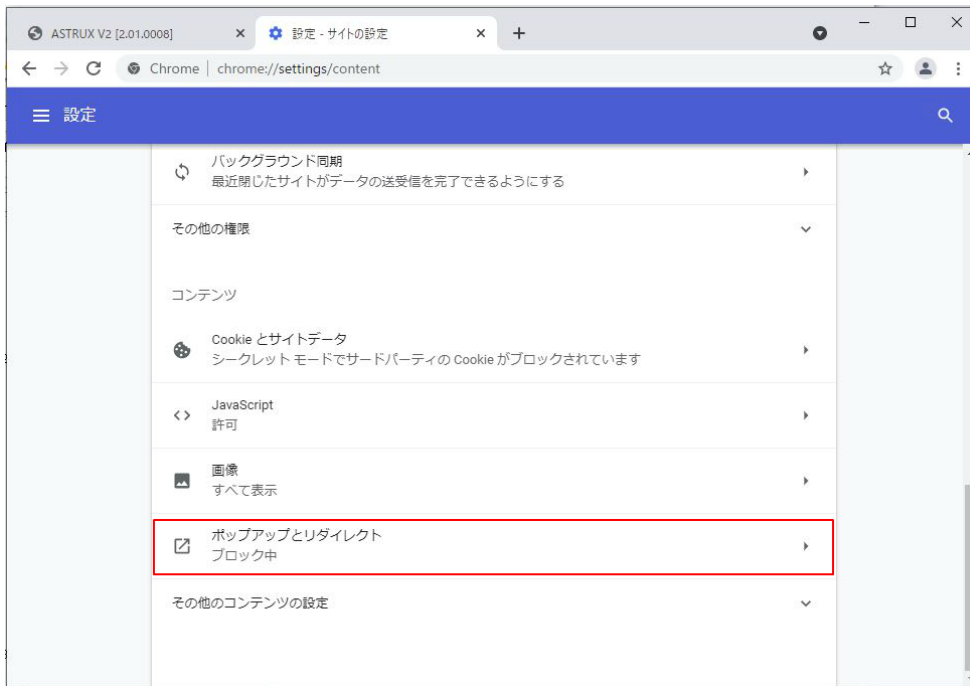 ASTRUX V2 [2.01.0008]
設定 - サイトの設定
Chrome | chrome://settings/content
設定
バックグラウンド同期
最近閉じたサイトがデータの送受信を完了できるようにする
その他の権限
コンテンツ
Cookie とサイトデータ
シークレット モードでサードパーティの Cookie がブロックされています
JavaScript
許可
画像
すべて表示
ポップアップとリダイレクト
ブロック中
その他のコンテンツの設定